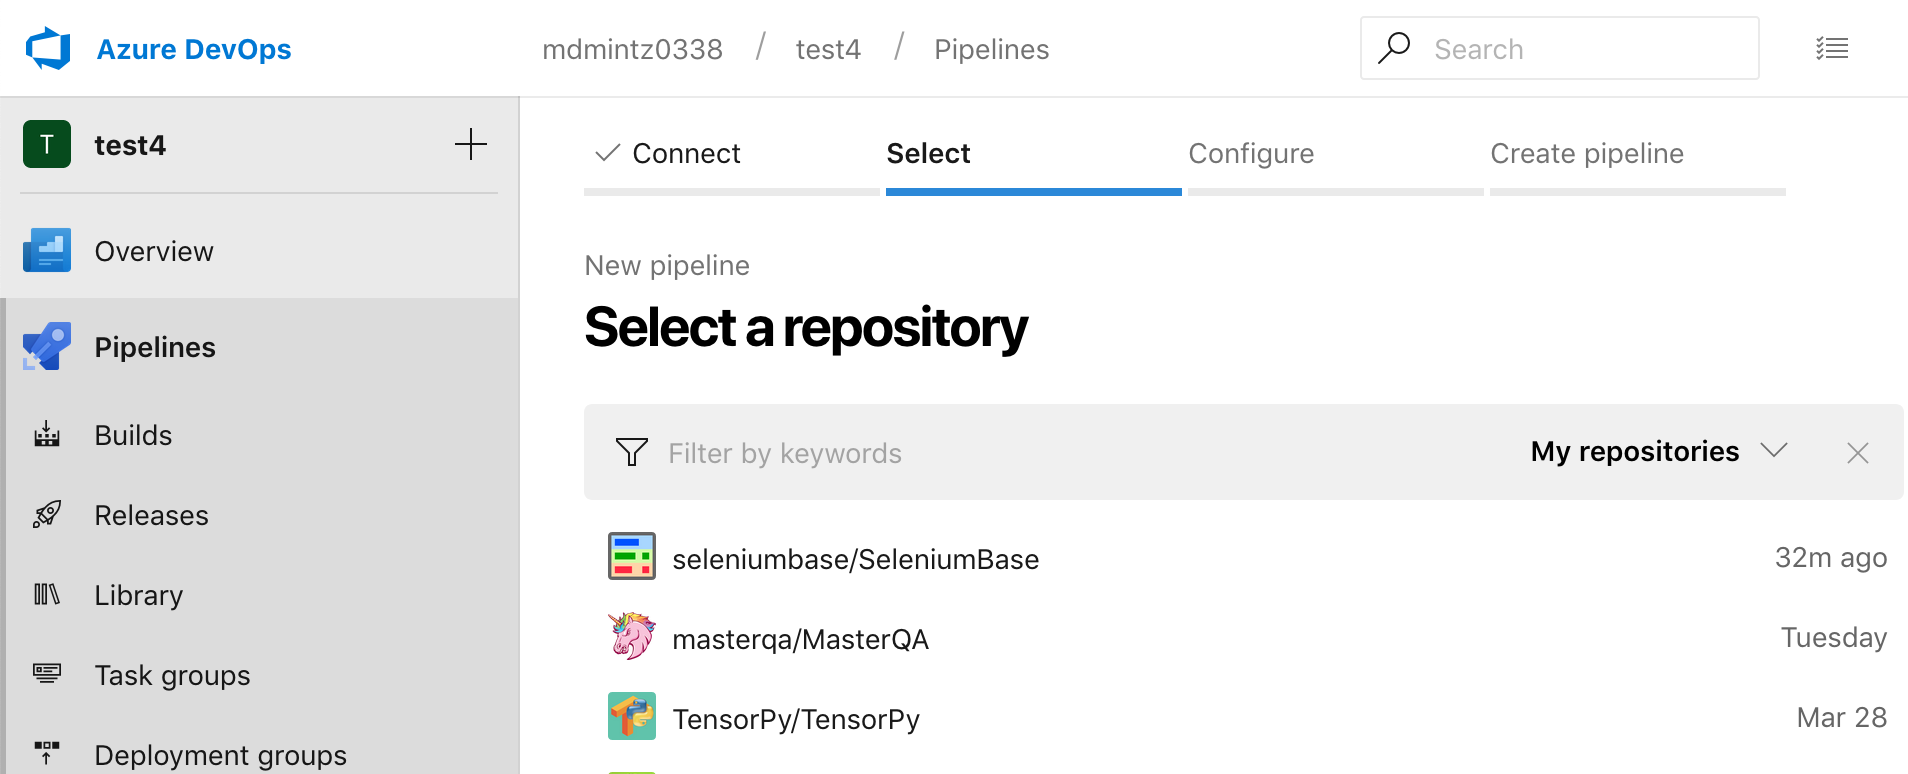 Azure DevOps
mdmintz0338 / test4 / Pipelines
Search
T
test4
Overview
Pipelines
Builds
Releases
Library
Task groups
Deployment groups
Connect
Select
Configure
Create pipeline
New pipeline
Select a repository
Filter by keywords
My repositories
seleniumbase/SeleniumBase
32m ago
masterqa/MasterQA
Tuesday
TensorPy/TensorPy
Mar 28